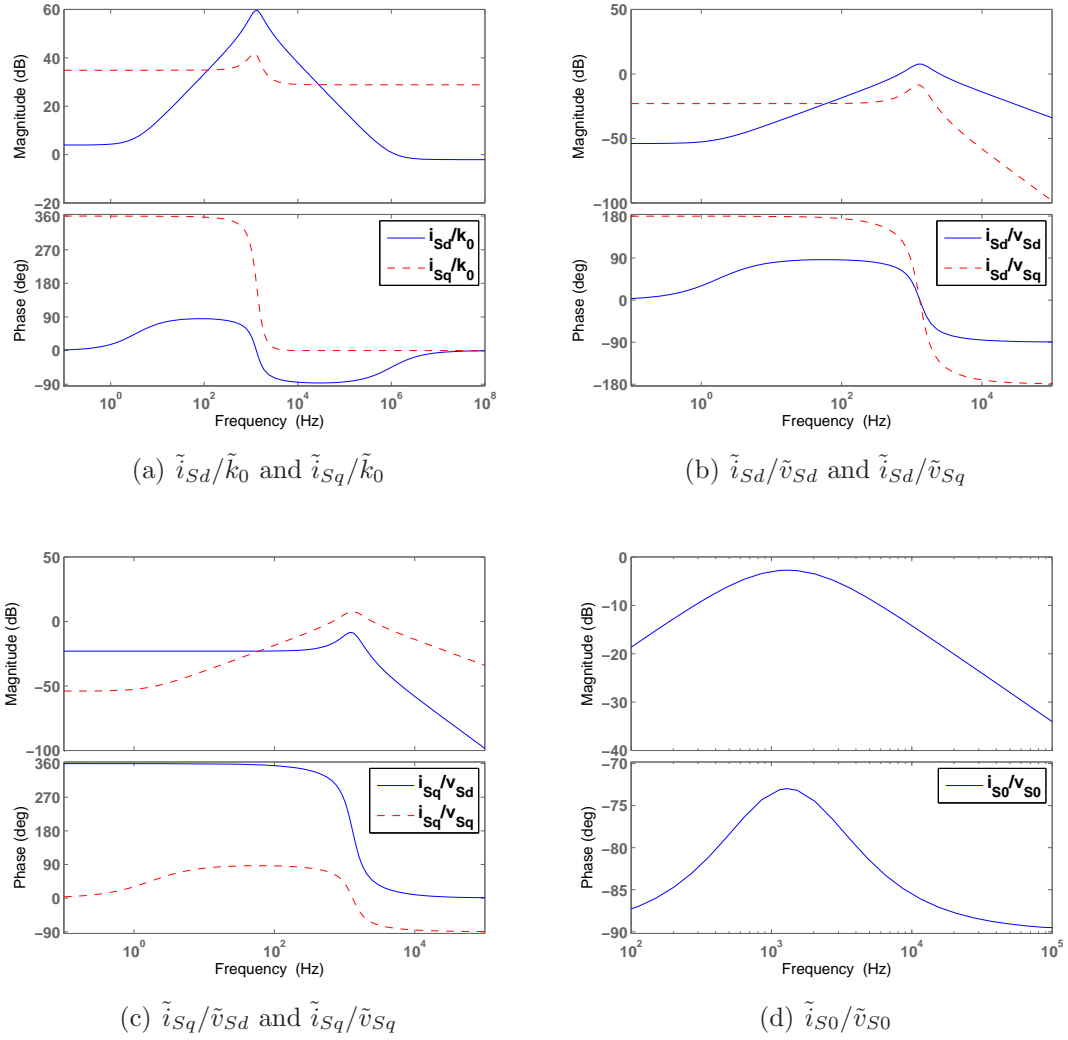 60
40
20
0
−20
Magnitude (dB)
360
270
180
90
0
−90
Phase (deg)
i_Sd/k_0
i_Sq/k_0
10^0
10^2
10^4
10^6
10^8
Frequency (Hz)
(a) ĩ_Sd/k̃_0 and ĩ_Sq/k̃_0
50
0
−50
−100
Magnitude (dB)
180
90
0
−90
−180
Phase (deg)
i_Sd/v_Sd
i_Sd/v_Sq
10^0
10^2
10^4
Frequency (Hz)
(b) ĩ_Sd/ṽ_Sd and ĩ_Sd/ṽ_Sq
50
0
−50
−100
Magnitude (dB)
360
270
180
90
0
−90
Phase (deg)
i_Sq/v_Sd
i_Sq/v_Sq
10^0
10^2
10^4
Frequency (Hz)
(c) ĩ_Sq/ṽ_Sd and ĩ_Sq/ṽ_Sq
0
−10
−20
−30
−40
Magnitude (dB)
−70
−75
−80
−85
−90
Phase (deg)
i_S0/v_S0
10^2
10^3
10^4
10^5
Frequency (Hz)
(d) ĩ_S0/ṽ_S0